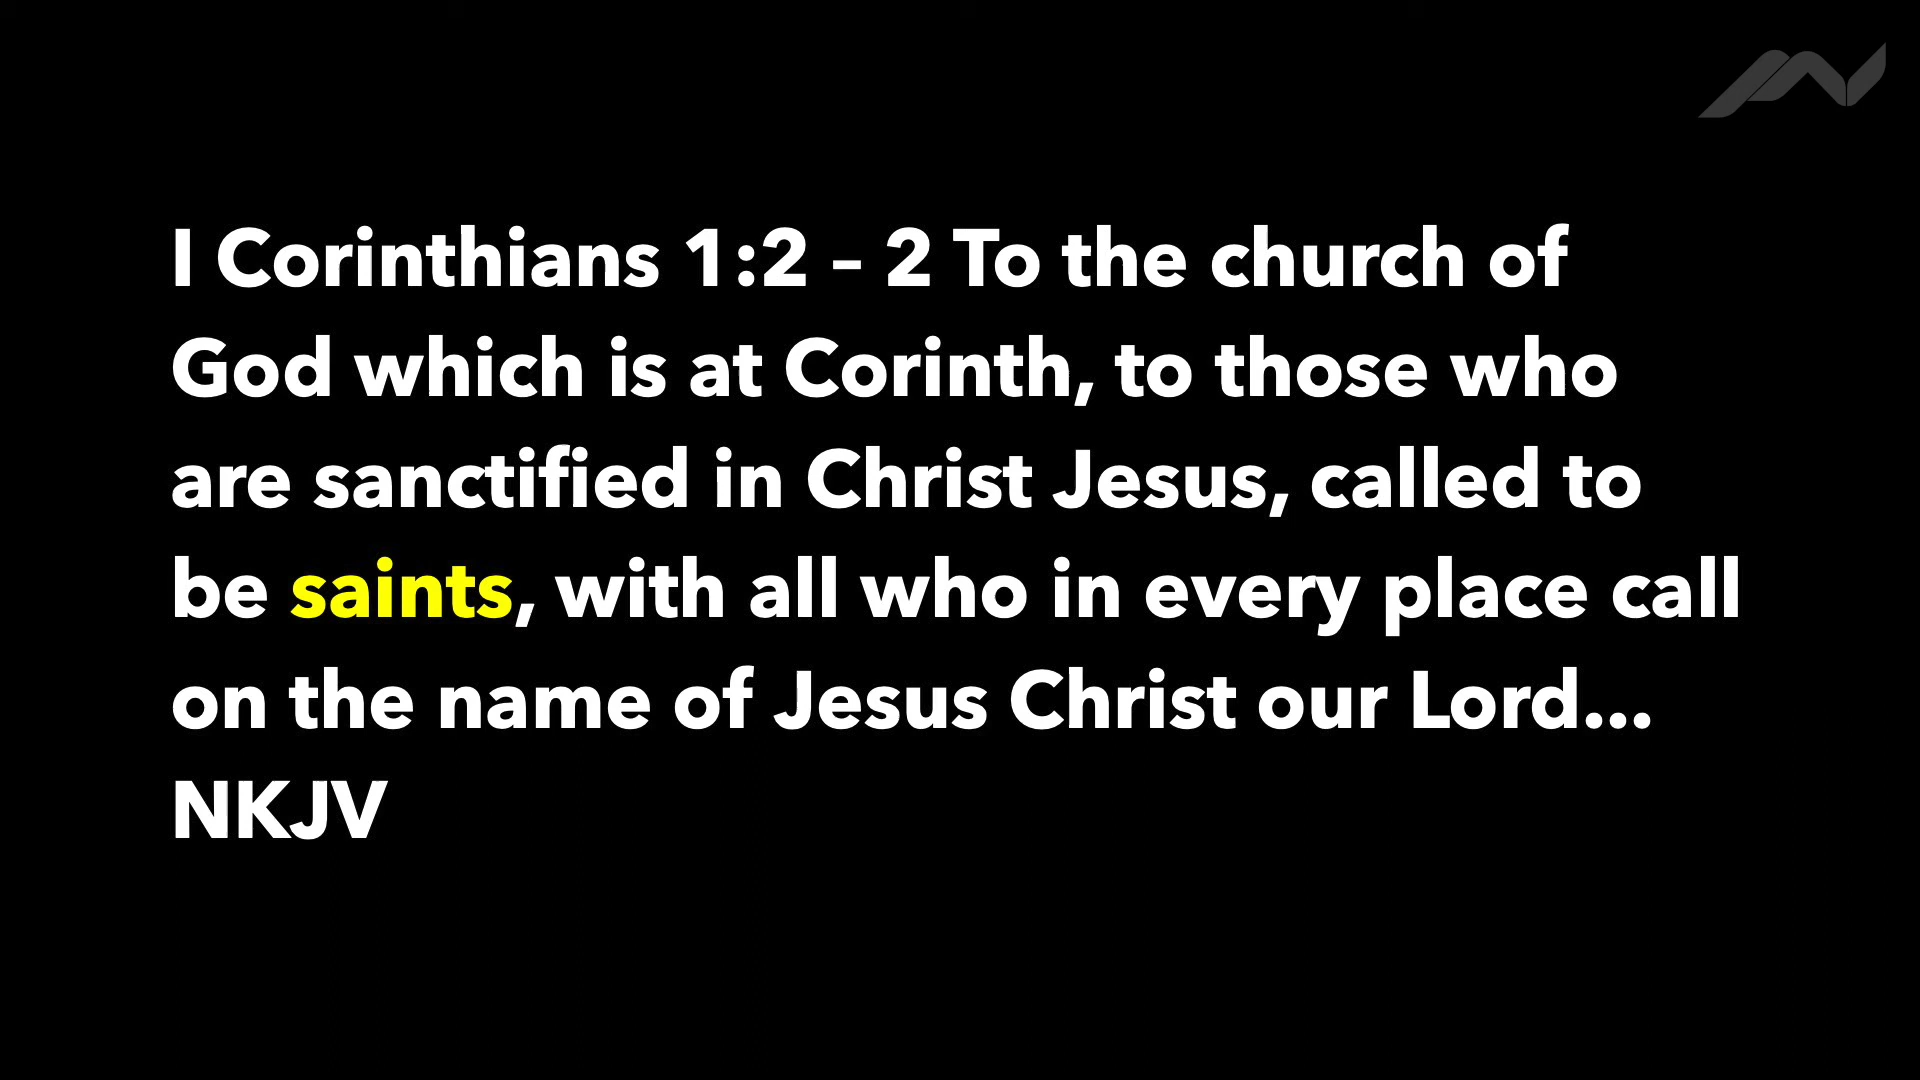 I Corinthians 1:2 – 2 To the church of
God which is at Corinth, to those who
are sanctified in Christ Jesus, called to
be saints, with all who in every place call
on the name of Jesus Christ our Lord...
NKJV